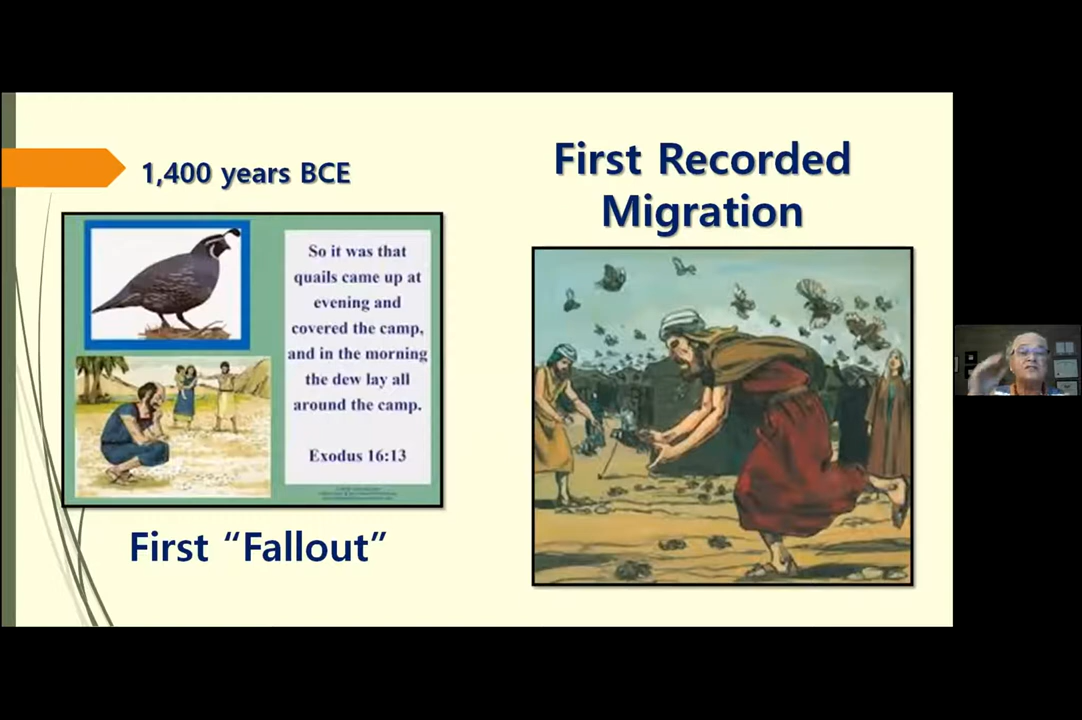 1,400 years BCE
First Recorded
Migration
So it was that
quails came up at
evening and
covered the camp,
and in the morning
the dew lay all
around the camp.
Exodus 16:13
First “Fallout”